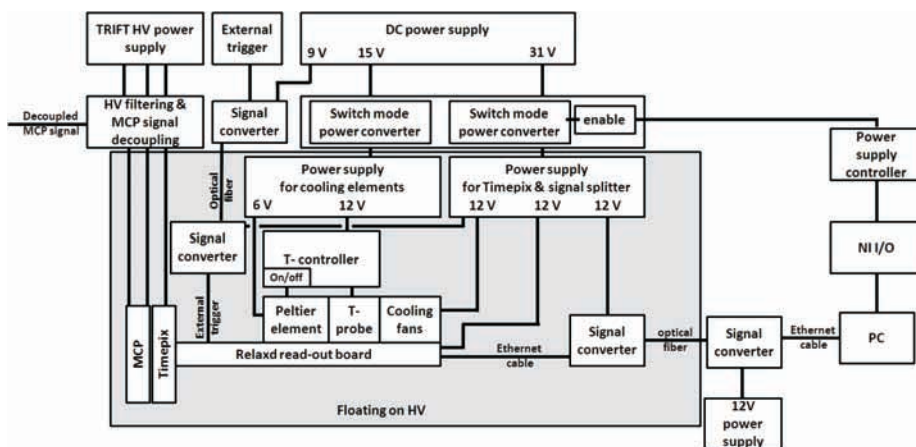 TRIFT HV power
supply
External
trigger
DC power supply
9 V
15 V
31 V
Decoupled
MCP signal
HV filtering &
MCP signal
decoupling
Signal
converter
Switch mode
power converter
Switch mode
power converter
enable
Power
supply
controller
Optical
fiber
Power supply
for cooling elements
6 V
12 V
Power supply
for Timepix & signal splitter
12 V
12 V
12 V
Signal
converter
T- controller
On/off
NI I/O
External
trigger
Peltier
element
T-
probe
Cooling
fans
MCP
Timepix
Relaxd read-out board
Ethernet
cable
Signal
converter
optical
fiber
Signal
converter
Ethernet
cable
PC
Floating on HV
12V
power
supply